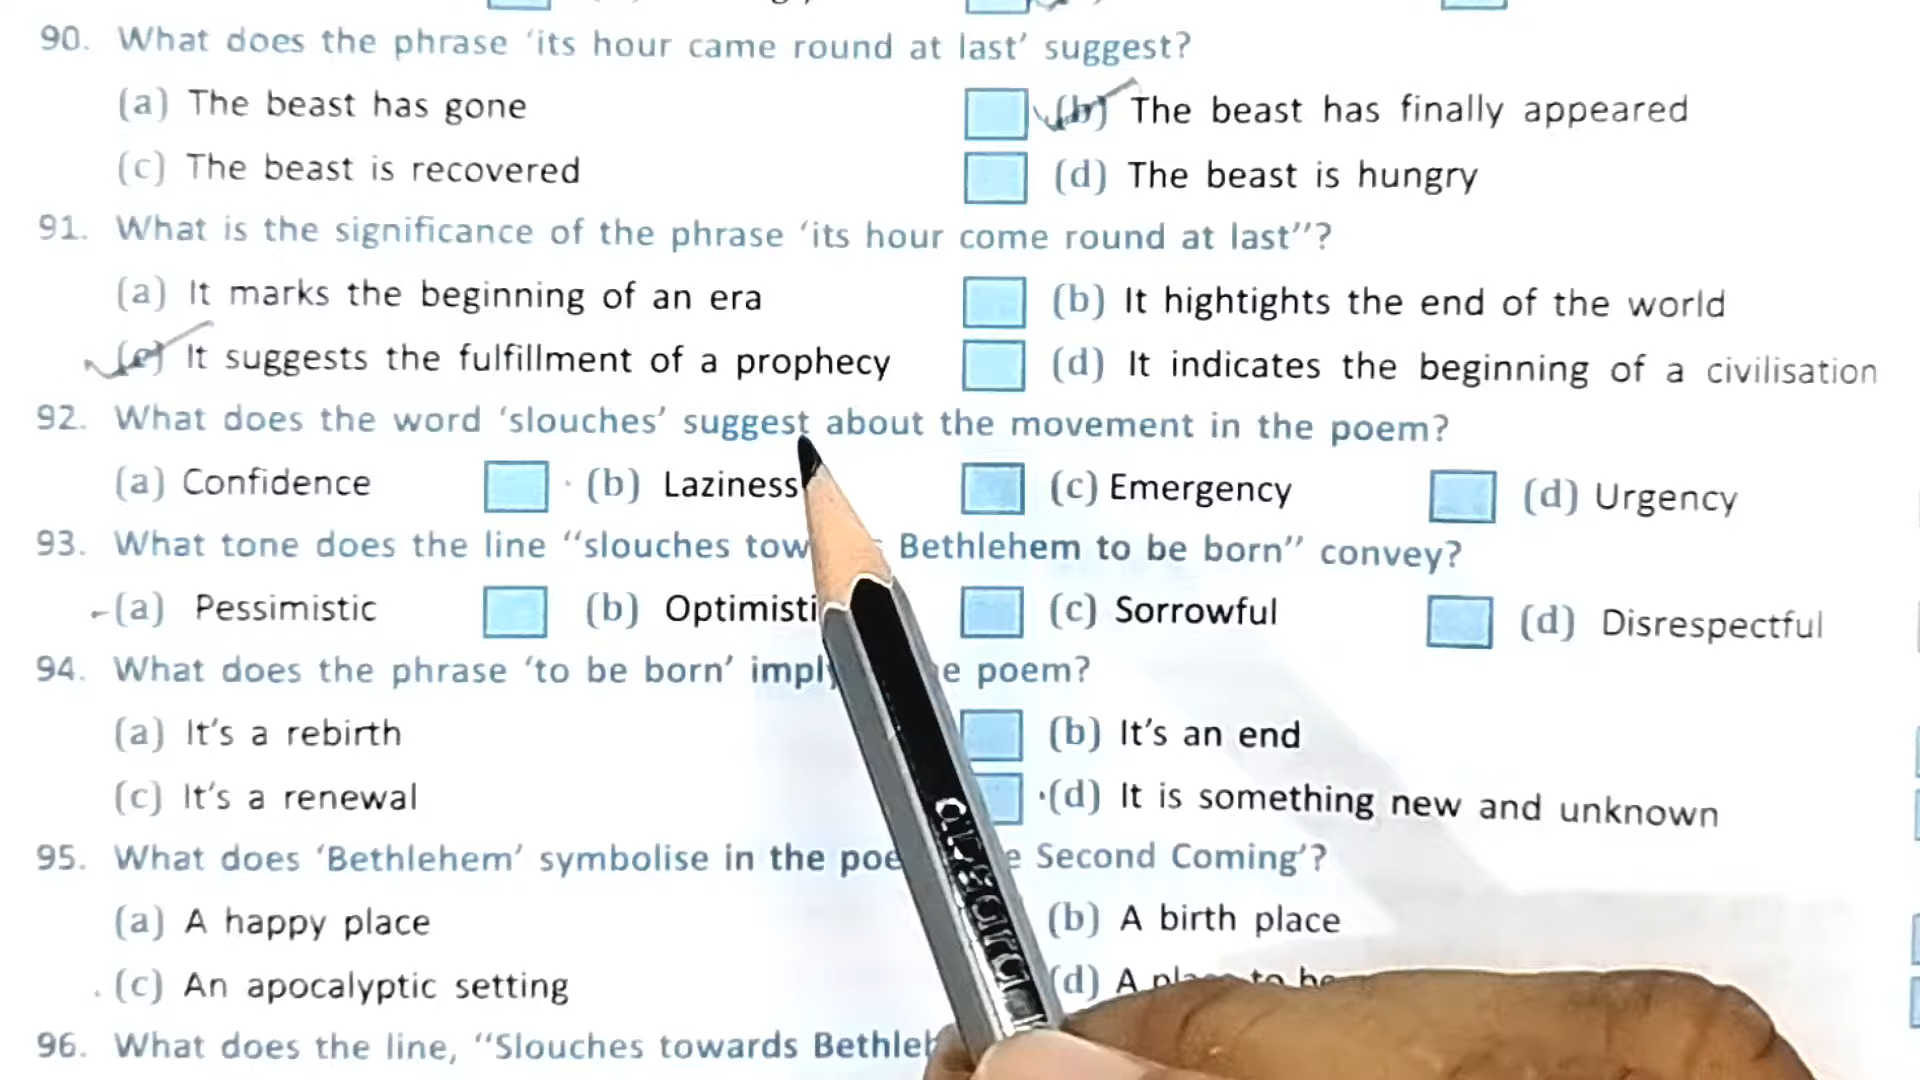 90. What does the phrase ‘its hour came round at last’ suggest?
(a) The beast has gone (b) The beast has finally appeared
(c) The beast is recovered (d) The beast is hungry
91. What is the significance of the phrase ‘its hour come round at last’’?
(a) It marks the beginning of an era (b) It hightights the end of the world
(c) It suggests the fulfillment of a prophecy (d) It indicates the beginning of a civilisation
92. What does the word ‘slouches’ suggest about the movement in the poem?
(a) Confidence (b) Laziness (c) Emergency (d) Urgency
93. What tone does the line ‘‘slouches Bethlehem to be born’’ convey?
(a) Pessimistic (b) (c) Sorrowful (d) Disrespectful
94. What does the phrase ‘to be born’ poem?
(a) It’s a rebirth (b) It’s an end
(c) It’s a renewal (d) It is something new and unknown
95. What does ‘Bethlehem’ symbolise in the Second Coming’?
(a) A happy place (b) A birth place
(c) An apocalyptic setting (d) A
96. What does the line, ‘‘Slouches towards